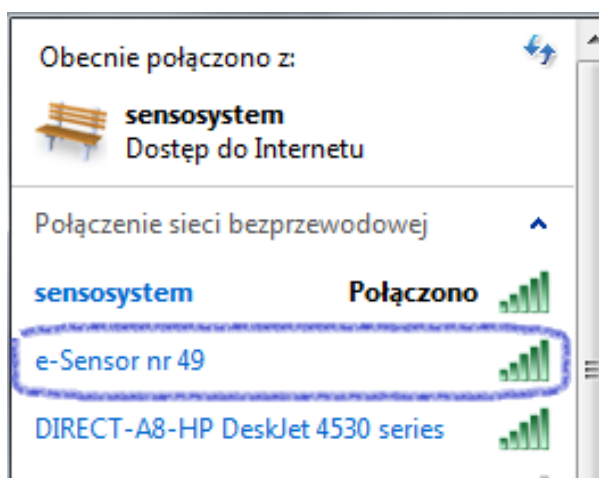 Obecnie połączono z:
sensosystem
Dostęp do Internetu
Połączenie sieci bezprzewodowej
sensosystem Połączono
e-Sensor nr 49
DIRECT-A8-HP DeskJet 4530 series